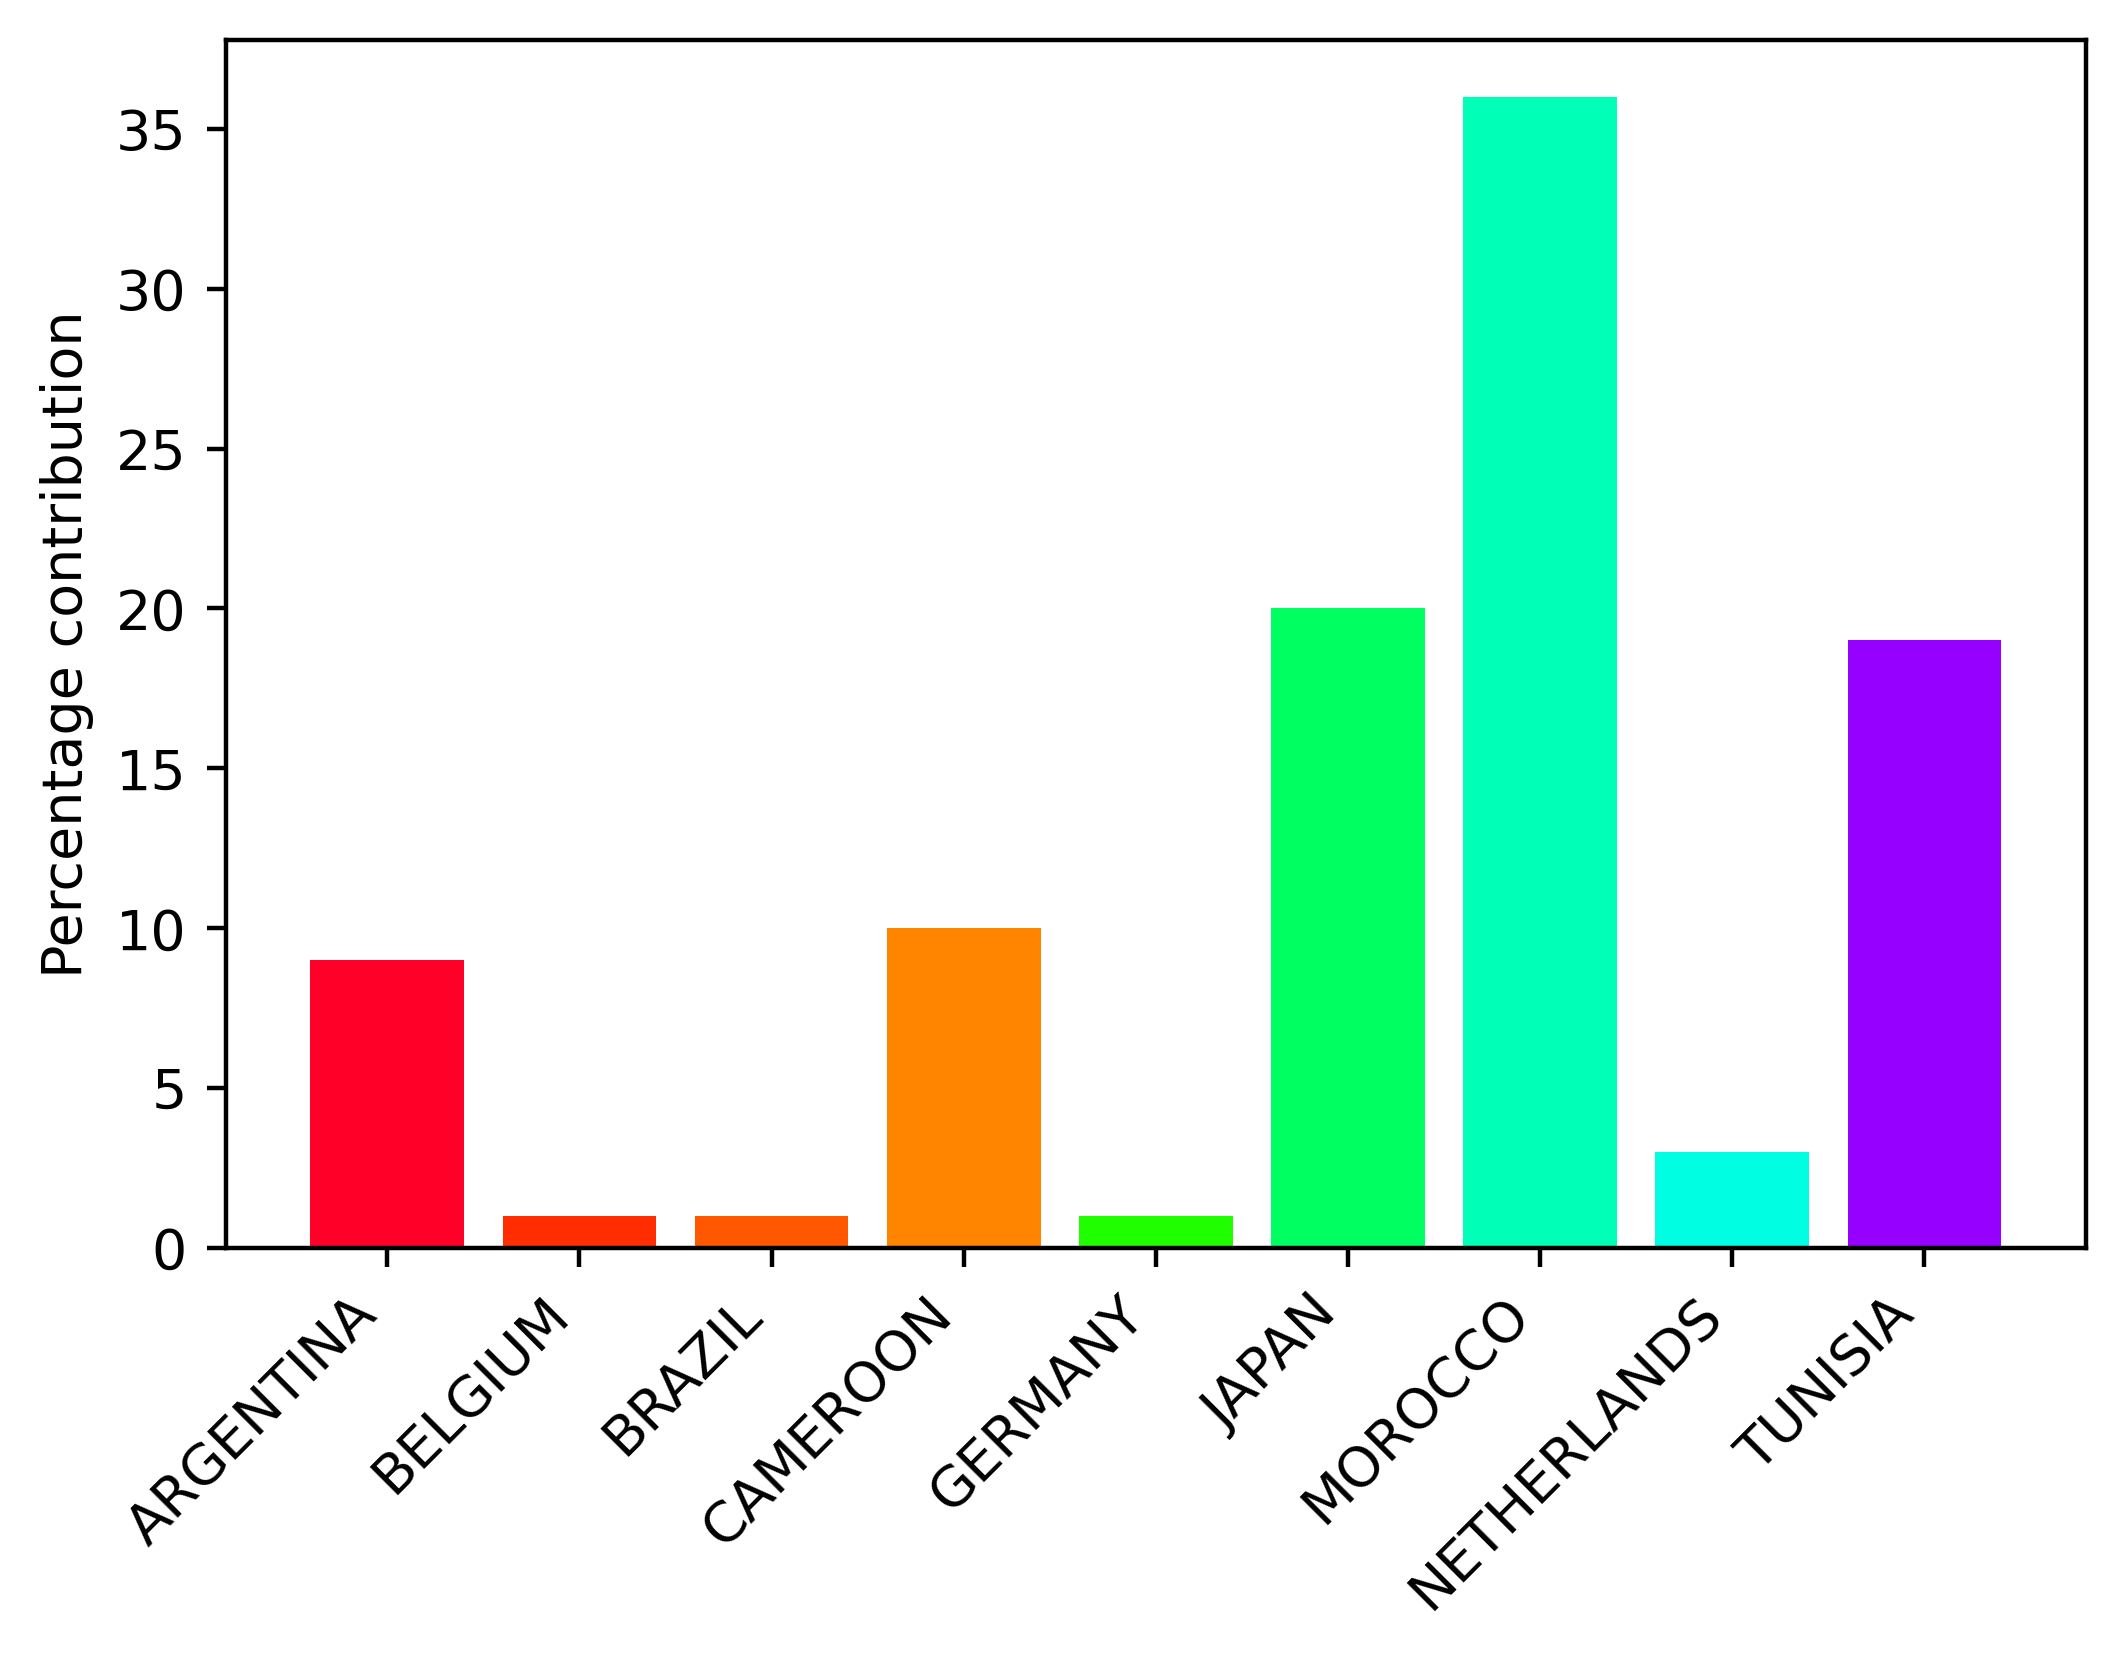 Percentage contribution
35
30
25
20
15
10
5
0
ARGENTINA
BELGIUM
BRAZIL
CAMEROON
GERMANY
JAPAN
MOROCCO
NETHERLANDS
TUNISIA